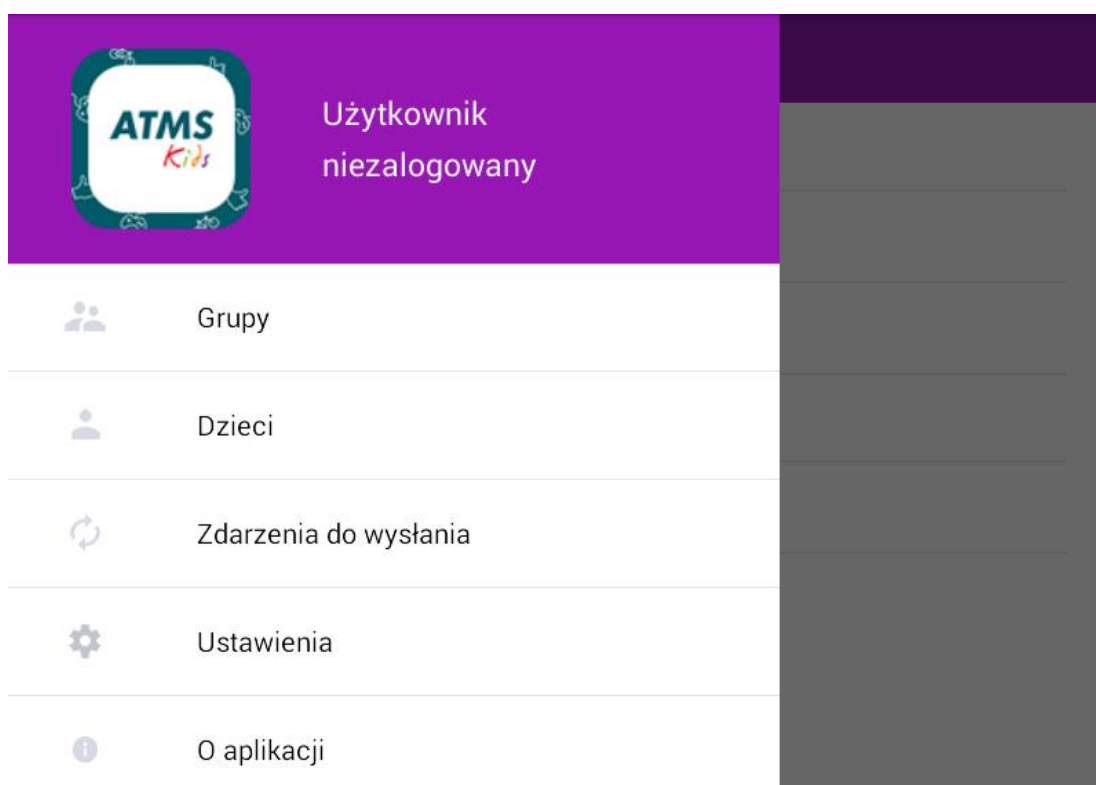 ATMS
Kids
Użytkownik
niezalogowany
Grupy
Dzieci
Zdarzenia do wysłania
Ustawienia
O aplikacji